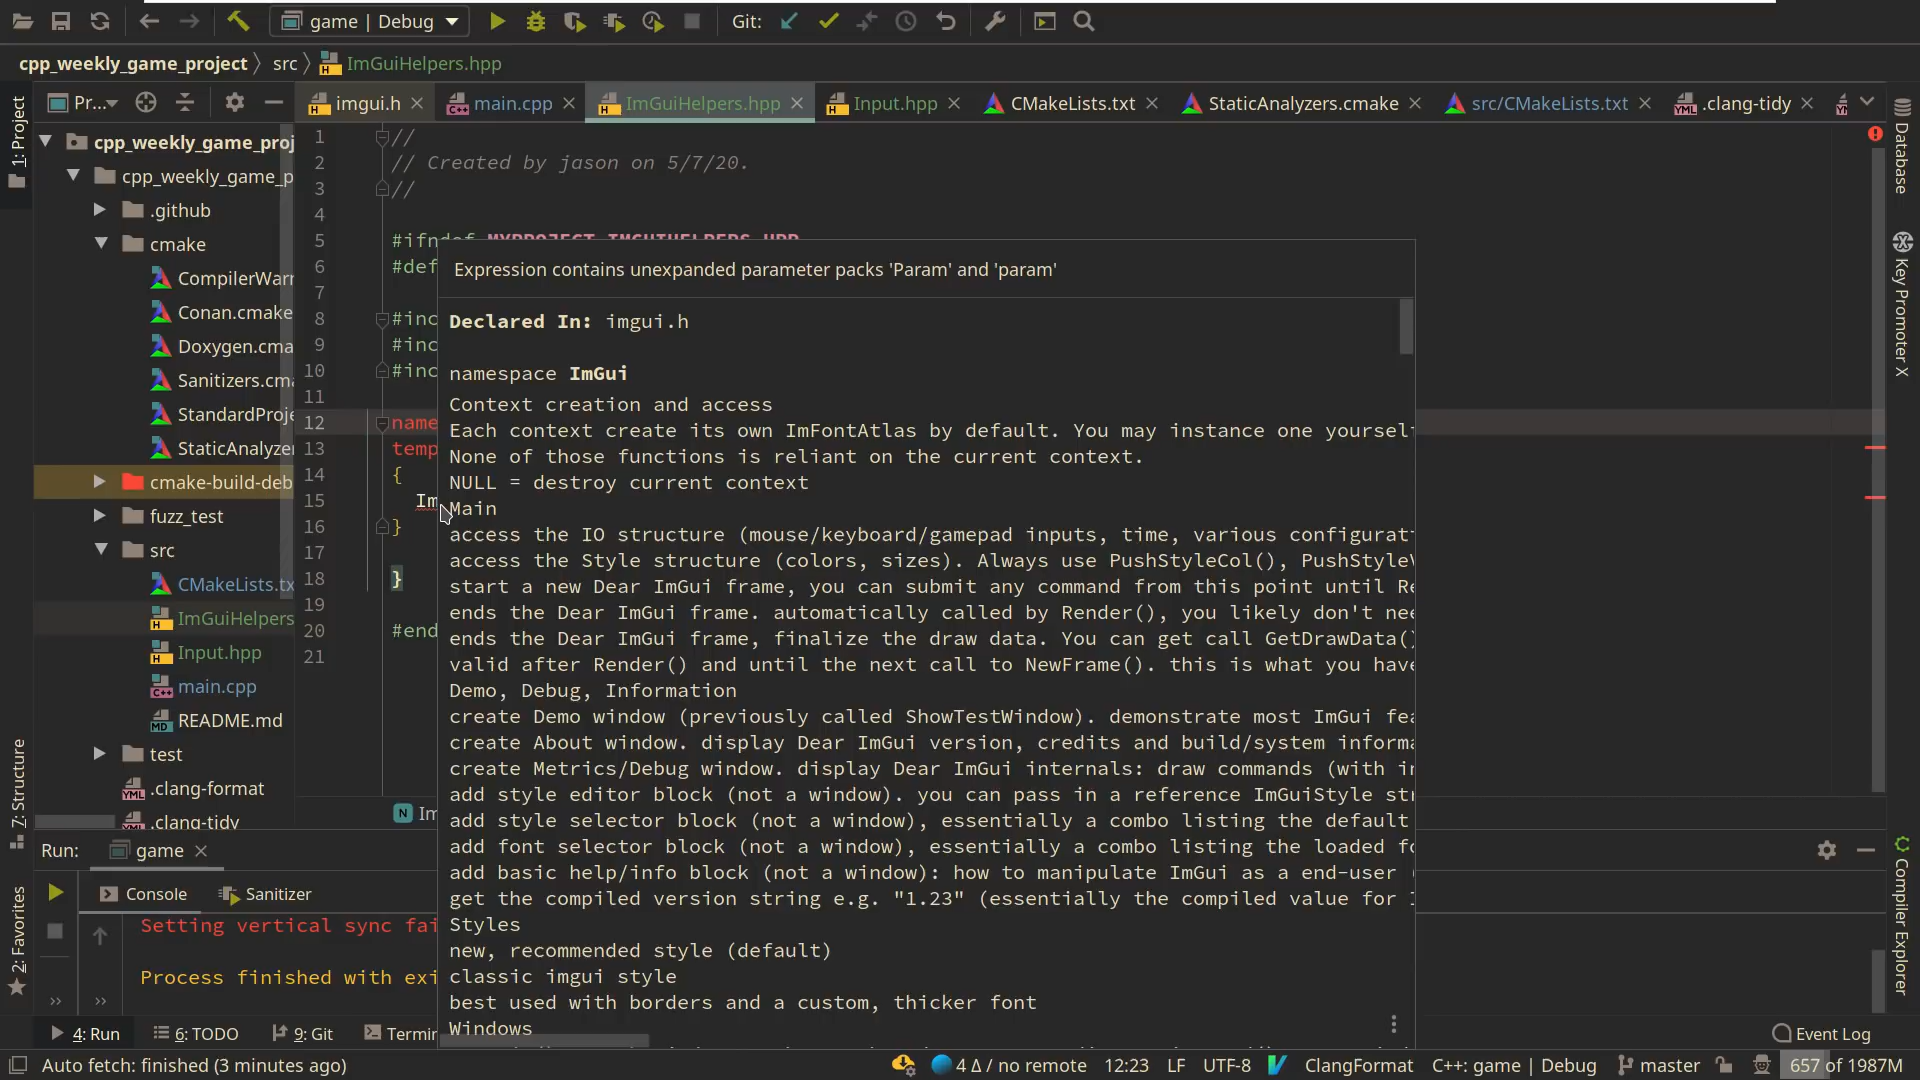 game | Debug
Git:
cpp_weekly_game_project
src
ImGuiHelpers.hpp
1: Project
Pr...
imgui.h
main.cpp
ImGuiHelpers.hpp
Input.hpp
CMakeLists.txt
StaticAnalyzers.cmake
src/CMakeLists.txt
.clang-tidy
cpp_weekly_game_proj
cpp_weekly_game_p
.github
cmake
CompilerWarr
Conan.cmake
Doxygen.cma
Sanitizers.cma
StandardProje
StaticAnalyzer
cmake-build-deb
fuzz_test
src
CMakeLists.tx
ImGuiHelpers
Input.hpp
main.cpp
README.md
test
.clang-format
.clang-tidy
1 //
2 // Created by jason on 5/7/20.
3 //
4
5 #ifndef MYPROJECT_IMGUIHELPERS_HPP
6 #def
7
8 #inc
9 #inc
10 #inc
11
12 name
13 temp
14 {
15 Im
16 }
17
18 }
19
20 #end
21
Im
Expression contains unexpanded parameter packs 'Param' and 'param'
Declared In: imgui.h
namespace ImGui
Context creation and access
Each context create its own ImFontAtlas by default. You may instance one yoursel
None of those functions is reliant on the current context.
NULL = destroy current context
Main
access the IO structure (mouse/keyboard/gamepad inputs, time, various configurat
access the Style structure (colors, sizes). Always use PushStyleCol(), PushStyleV
start a new Dear ImGui frame, you can submit any command from this point until Re
ends the Dear ImGui frame. automatically called by Render(), you likely don't nee
ends the Dear ImGui frame, finalize the draw data. You can get call GetDrawData()
valid after Render() and until the next call to NewFrame(). this is what you have
Demo, Debug, Information
create Demo window (previously called ShowTestWindow). demonstrate most ImGui fea
create About window. display Dear ImGui version, credits and build/system informa
create Metrics/Debug window. display Dear ImGui internals: draw commands (with in
add style editor block (not a window). you can pass in a reference ImGuiStyle str
add style selector block (not a window), essentially a combo listing the default
add font selector block (not a window), essentially a combo listing the loaded fo
add basic help/info block (not a window): how to manipulate ImGui as a end-user (
get the compiled version string e.g. "1.23" (essentially the compiled value for I
Styles
new, recommended style (default)
classic imgui style
best used with borders and a custom, thicker font
Windows
Database
Key Promoter X
Compiler Explorer
7: Structure
2: Favorites
Run:
game
Console
Sanitizer
Setting vertical sync fai
Process finished with exi
4: Run
6: TODO
9: Git
Termin
Event Log
Auto fetch: finished (3 minutes ago)
4 Δ / no remote
12:23
LF
UTF-8
ClangFormat
C++: game | Debug
master
657 of 1987M